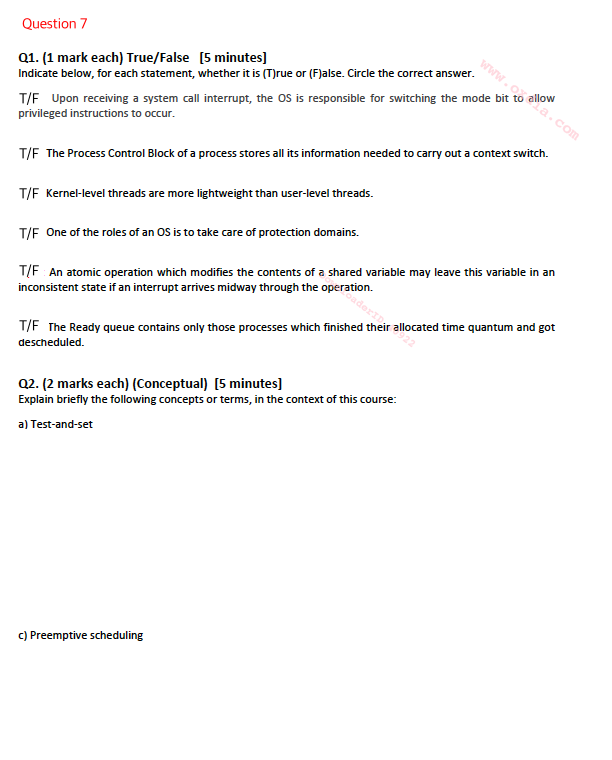 Question 7
Q1. (1 mark each) True/False [5 minutes]
Indicate below, for each statement, whether it is (T)rue or (F)alse. Circle the correct answer.
T/F Upon receiving a system call interrupt, the OS is responsible for switching the mode bit to allow
privileged instructions to occur.
T/F The Process Control Block of a process stores all its information needed to carry out a context switch.
T/F Kernel-level threads are more lightweight than user-level threads.
T/F One of the roles of an OS is to take care of protection domains.
T/F An atomic operation which modifies the contents of a shared variable may leave this variable in an
inconsistent state if an interrupt arrives midway through the operation.
T/F The Ready queue contains only those processes which finished their allocated time quantum and got
descheduled.
Q2. (2 marks each) (Conceptual) [5 minutes]
Explain briefly the following concepts or terms, in the context of this course:
a) Test-and-set
c) Preemptive scheduling